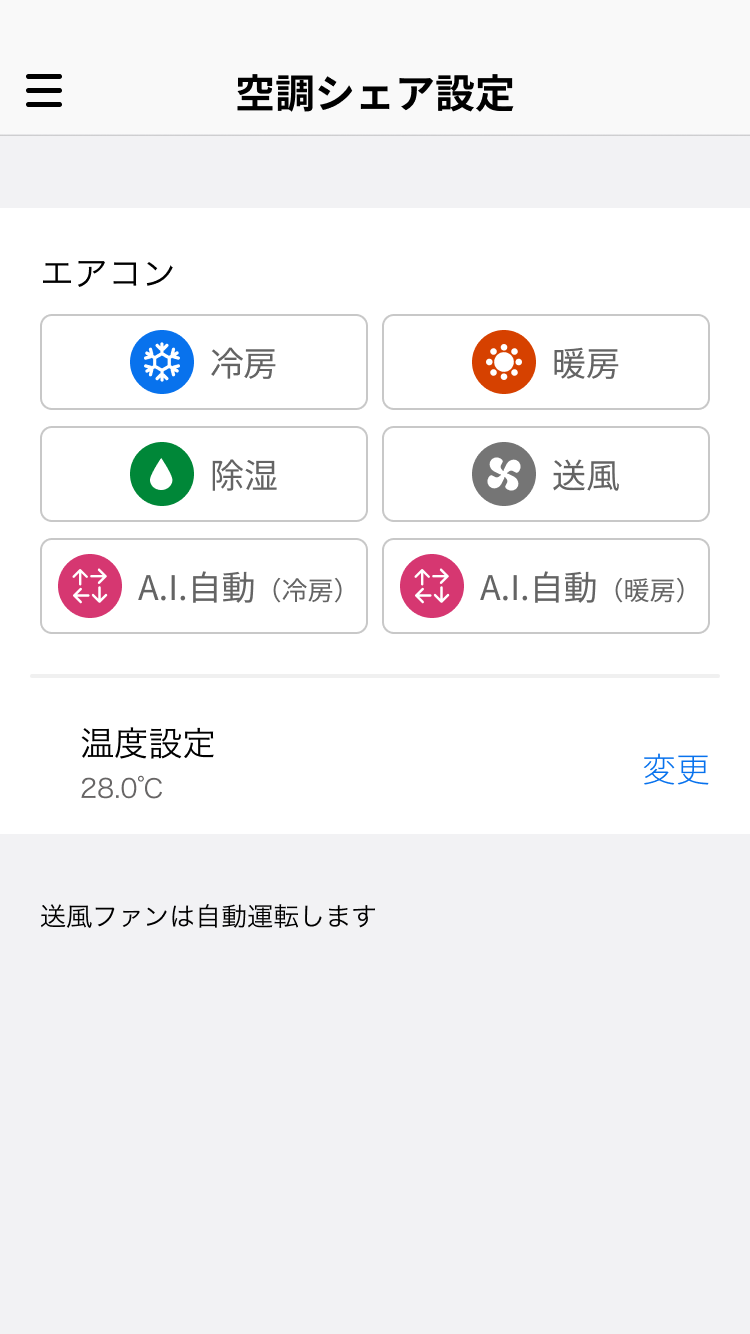 空調シェア設定
エアコン
冷房
暖房
除湿
送風
A.I.自動（冷房）
A.I.自動（暖房）
温度設定
28.0℃
変更
送風ファンは自動運転します